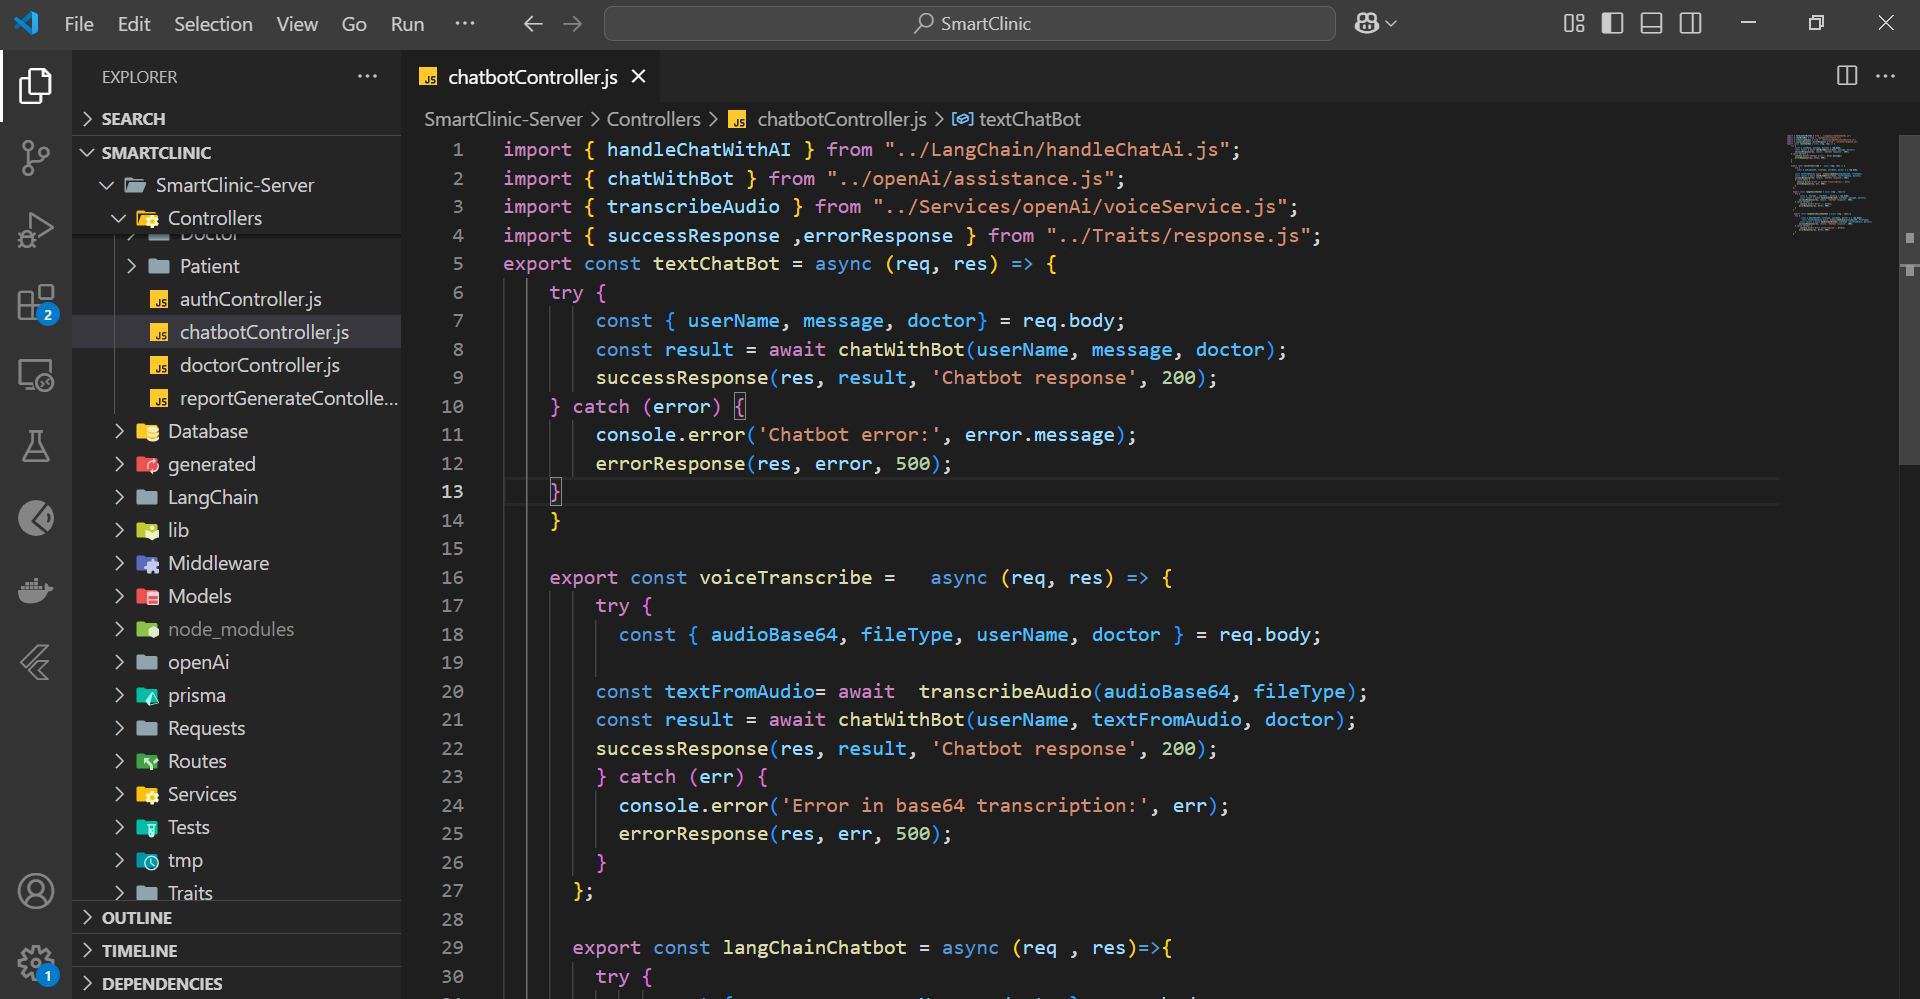 File Edit Selection View Go Run ··· SmartClinic
EXPLORER ···
SEARCH
SMARTCLINIC
SmartClinic-Server
Controllers
Doctor
Patient
JS authController.js
JS chatbotController.js
JS doctorController.js
JS reportGenerateContolle...
Database
generated
LangChain
lib
Middleware
Models
node_modules
openAi
prisma
Requests
Routes
Services
Tests
tmp
Traits
OUTLINE
TIMELINE
DEPENDENCIES
2
1
JS chatbotController.js
SmartClinic-Server > Controllers > JS chatbotController.js > textChatBot
1 import { handleChatWithAI } from "../LangChain/handleChatAi.js";
2 import { chatWithBot } from "../openAi/assistance.js";
3 import { transcribeAudio } from "../Services/openAi/voiceService.js";
4 import { successResponse ,errorResponse } from "../Traits/response.js";
5 export const textChatBot = async (req, res) => {
6 try {
7 const { userName, message, doctor} = req.body;
8 const result = await chatWithBot(userName, message, doctor);
9 successResponse(res, result, 'Chatbot response', 200);
10 } catch (error) {
11 console.error('Chatbot error:', error.message);
12 errorResponse(res, error, 500);
13 }
14 }
15
16 export const voiceTranscribe =   async (req, res) => {
17 try {
18 const { audioBase64, fileType, userName, doctor } = req.body;
19
20 const textFromAudio= await  transcribeAudio(audioBase64, fileType);
21 const result = await chatWithBot(userName, textFromAudio, doctor);
22 successResponse(res, result, 'Chatbot response', 200);
23 } catch (err) {
24 console.error('Error in base64 transcription:', err);
25 errorResponse(res, err, 500);
26 }
27 };
28
29 export const langChainChatbot = async (req , res)=>{
30 try {